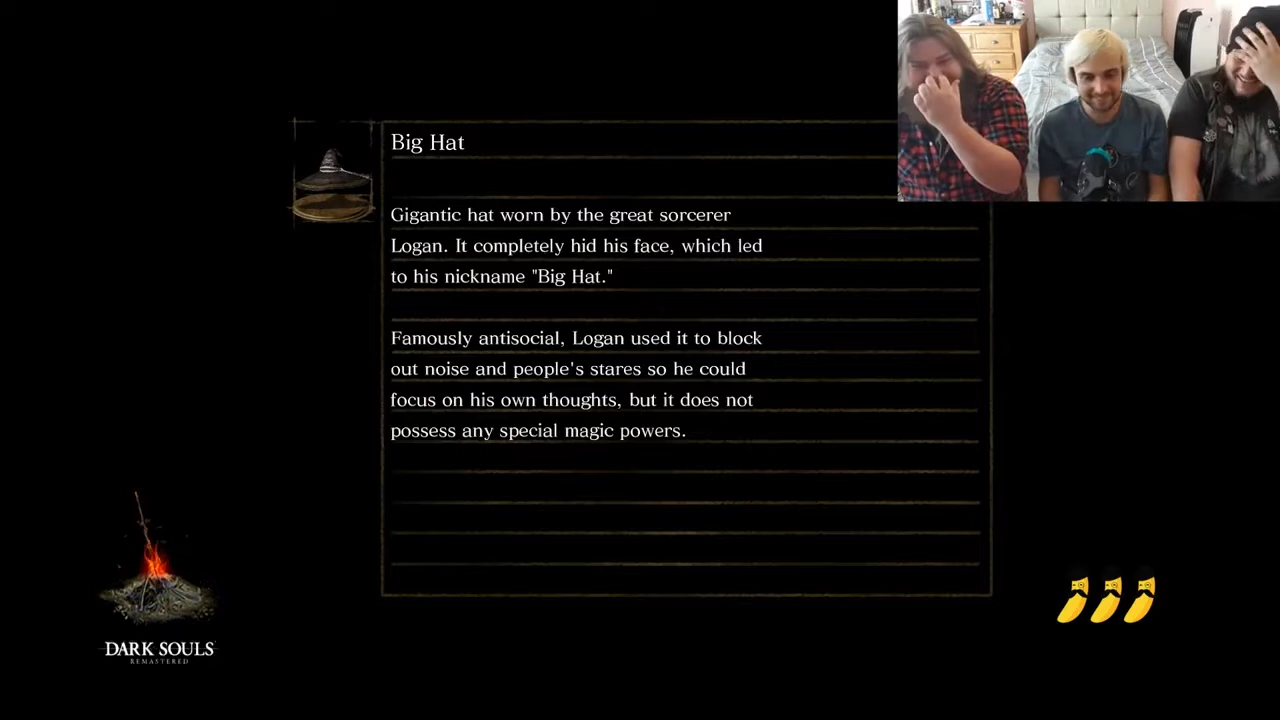 Big Hat
Gigantic hat worn by the great sorcerer
Logan. It completely hid his face, which led
to his nickname "Big Hat."
Famously antisocial, Logan used it to block
out noise and people's stares so he could
focus on his own thoughts, but it does not
possess any special magic powers.
DARK SOULS
REMASTERED